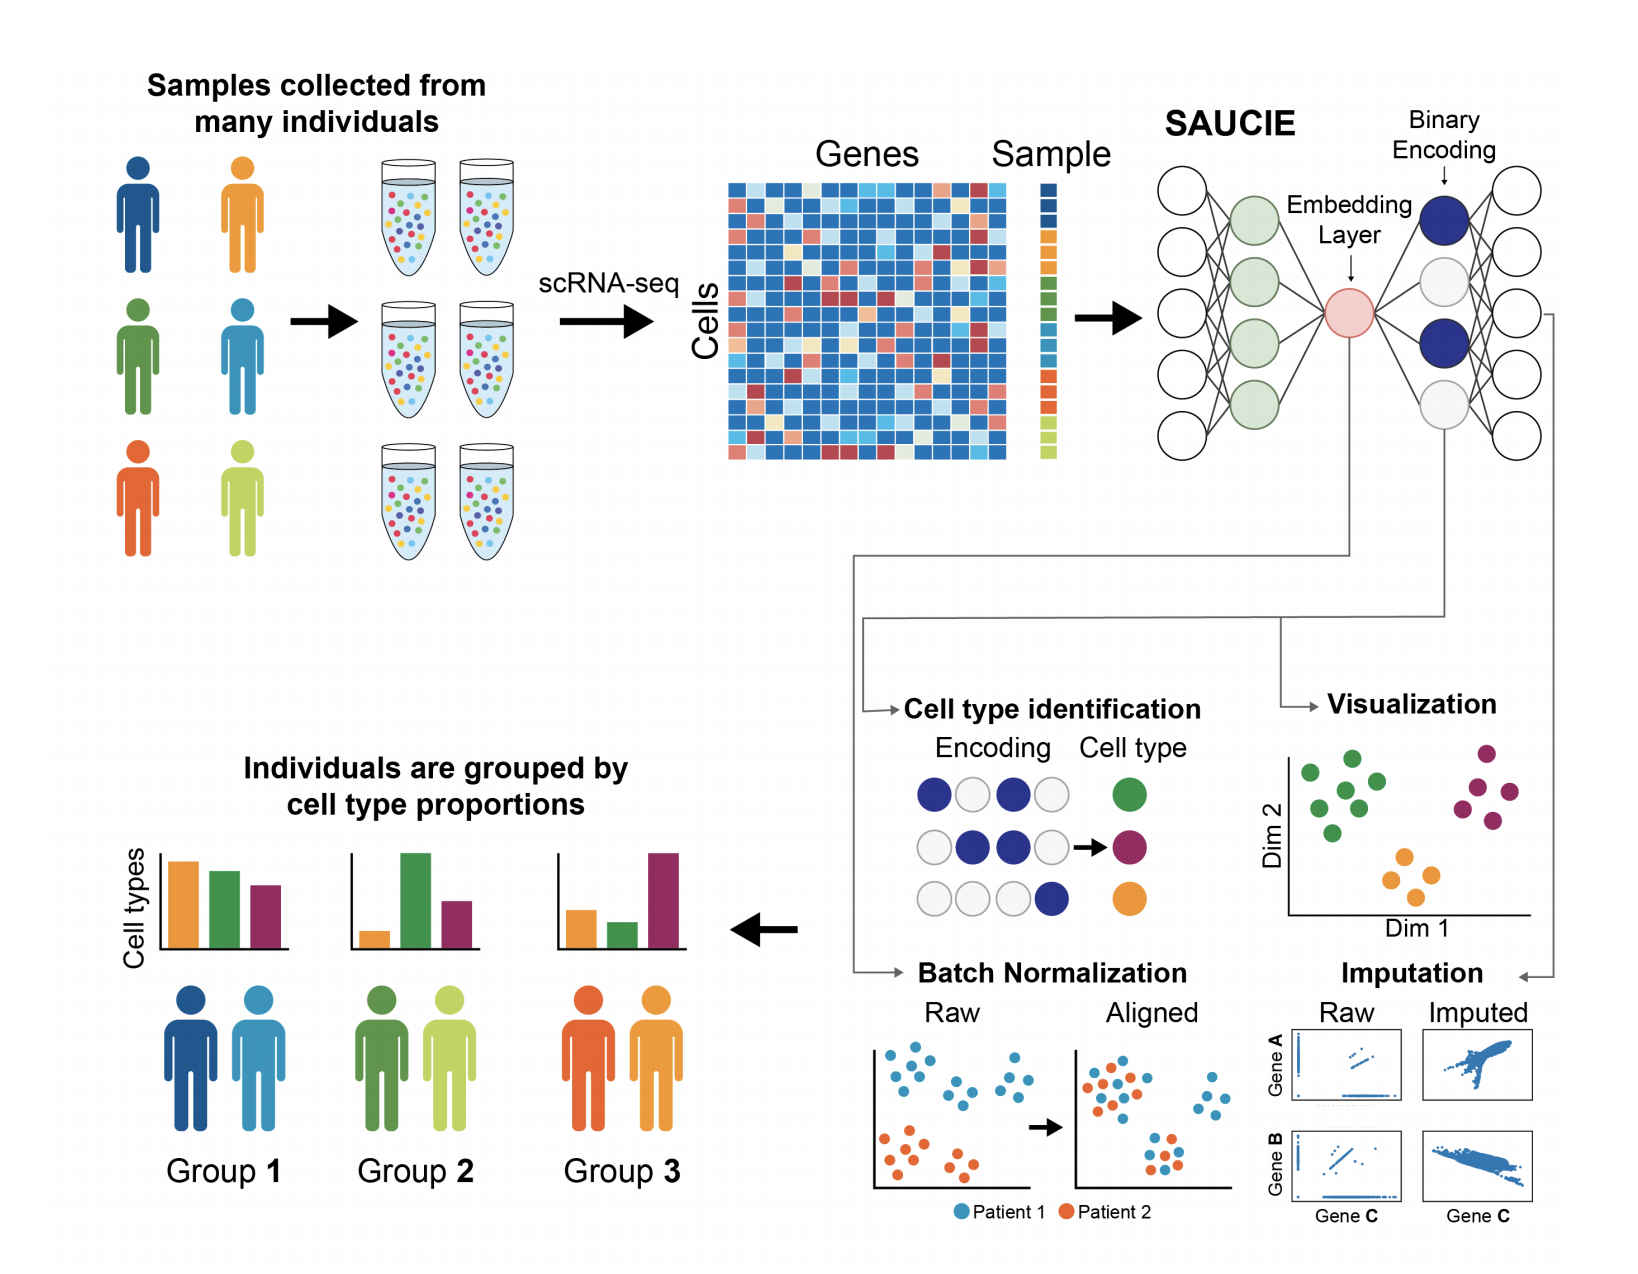 Samples collected from
many individuals
scRNA-seq
Genes
Sample
Cells
SAUCIE
Binary
Encoding
Embedding
Layer
Cell type identification
Encoding
Cell type
Visualization
Dim 2
Dim 1
Individuals are grouped by
cell type proportions
Cell types
Group 1
Group 2
Group 3
Batch Normalization
Raw
Aligned
Patient 1
Patient 2
Imputation
Raw
Imputed
Gene A
Gene B
Gene C
Gene C